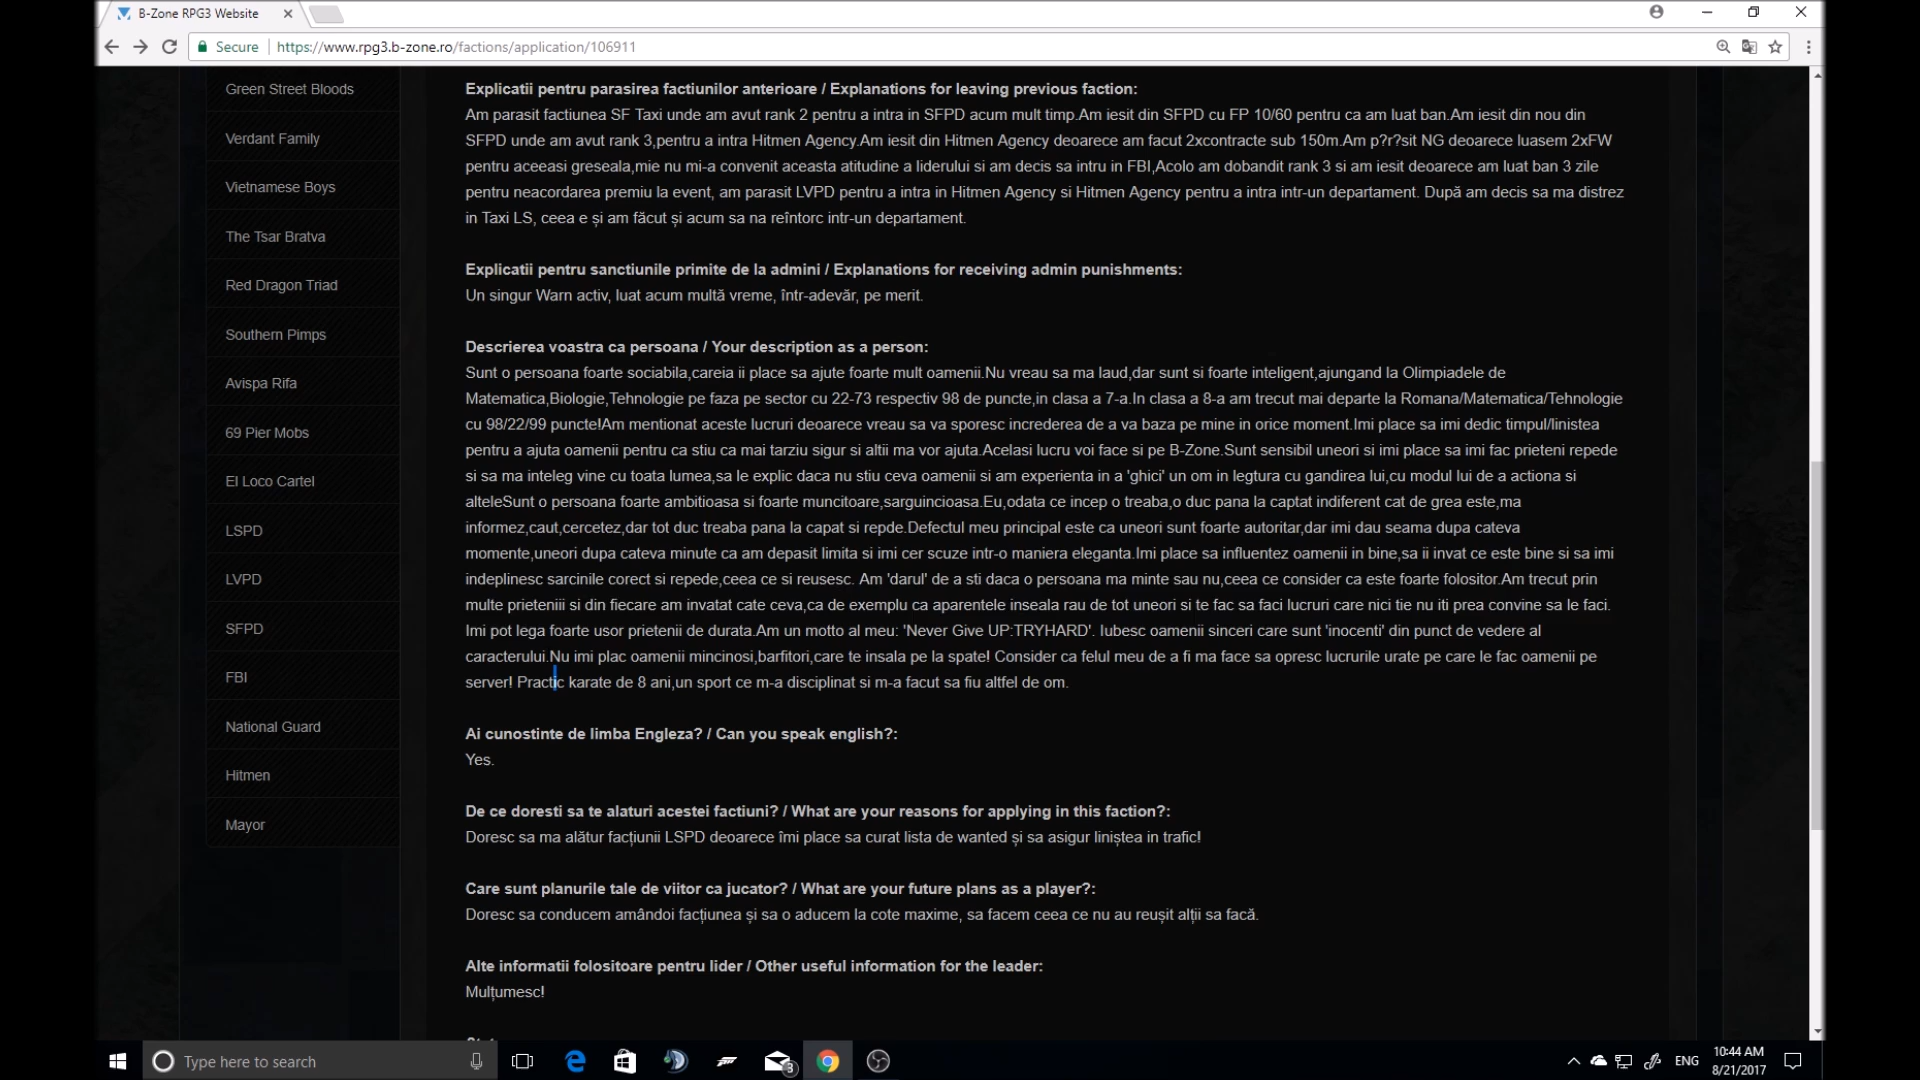 B-Zone RPG3 Website
Secure
https://www.rpg3.b-zone.ro/factions/application/106911
Green Street Bloods
Verdant Family
Vietnamese Boys
The Tsar Bratva
Red Dragon Triad
Southern Pimps
Avispa Rifa
69 Pier Mobs
El Loco Cartel
LSPD
LVPD
SFPD
FBI
National Guard
Hitmen
Mayor
Explicatii pentru parasirea factiunilor anterioare / Explanations for leaving previous faction:
Am parasit factiunea SF Taxi unde am avut rank 2 pentru a intra in SFPD acum mult timp.Am iesit din SFPD cu FP 10/60 pentru ca am luat ban.Am iesit din nou din
SFPD unde am avut rank 3,pentru a intra Hitmen Agency.Am iesit din Hitmen Agency deoarece am facut 2xcontracte sub 150m.Am p?r?sit NG deoarece luasem 2xFW
pentru aceeasi greseala,mie nu mi-a convenit aceasta atitudine a liderului si am decis sa intru in FBI,Acolo am dobandit rank 3 si am iesit deoarece am luat ban 3 zile
pentru neacordarea premiu la event, am parasit LVPD pentru a intra in Hitmen Agency si Hitmen Agency pentru a intra intr-un departament. După am decis sa ma distrez
in Taxi LS, ceea e și am făcut și acum sa na reîntorc intr-un departament.
Explicatii pentru sanctiunile primite de la admini / Explanations for receiving admin punishments:
Un singur Warn activ, luat acum multă vreme, într-adevăr, pe merit.
Descrierea voastra ca persoana / Your description as a person:
Sunt o persoana foarte sociabila,careia ii place sa ajute foarte mult oamenii.Nu vreau sa ma laud,dar sunt si foarte inteligent,ajungand la Olimpiadele de
Matematica,Biologie,Tehnologie pe faza pe sector cu 22-73 respectiv 98 de puncte,in clasa a 7-a.In clasa a 8-a am trecut mai departe la Romana/Matematica/Tehnologie
cu 98/22/99 puncte!Am mentionat aceste lucruri deoarece vreau sa va sporesc increderea de a va baza pe mine in orice moment.Imi place sa imi dedic timpul/linistea
pentru a ajuta oamenii pentru ca stiu ca mai tarziu sigur si altii ma vor ajuta.Acelasi lucru voi face si pe B-Zone.Sunt sensibil uneori si imi place sa imi fac prieteni repede
si sa ma inteleg vine cu toata lumea,sa le explic daca nu stiu ceva oamenii si am experienta in a 'ghici' un om in legtura cu gandirea lui,cu modul lui de a actiona si
alteleSunt o persoana foarte ambitioasa si foarte muncitoare,sarguincioasa.Eu,odata ce incep o treaba,o duc pana la captat indiferent cat de grea este,ma
informez,caut,cercetez,dar tot duc treaba pana la capat si repde.Defectul meu principal este ca uneori sunt foarte autoritar,dar imi dau seama dupa cateva
momente,uneori dupa cateva minute ca am depasit limita si imi cer scuze intr-o maniera eleganta.Imi place sa influentez oamenii in bine,sa ii invat ce este bine si sa imi
indeplinesc sarcinile corect si repede,ceea ce si reusesc. Am 'darul' de a sti daca o persoana ma minte sau nu,ceea ce consider ca este foarte folositor.Am trecut prin
multe prieteniii si din fiecare am invatat cate ceva,ca de exemplu ca aparentele inseala rau de tot uneori si te fac sa faci lucruri care nici tie nu iti prea convine sa le faci.
Imi pot lega foarte usor prietenii de durata.Am un motto al meu: 'Never Give UP:TRYHARD'. Iubesc oamenii sinceri care sunt 'inocenti' din punct de vedere al
caracterului.Nu imi plac oamenii mincinosi,barfitori,care te insala pe la spate! Consider ca felul meu de a fi ma face sa opresc lucrurile urate pe care le fac oamenii pe
server! Practic karate de 8 ani,un sport ce m-a disciplinat si m-a facut sa fiu altfel de om.
Ai cunostinte de limba Engleza? / Can you speak english?:
Yes.
De ce doresti sa te alaturi acestei factiuni? / What are your reasons for applying in this faction?:
Doresc sa ma alătur facțiunii LSPD deoarece îmi place sa curat lista de wanted și sa asigur liniștea in trafic!
Care sunt planurile tale de viitor ca jucator? / What are your future plans as a player?:
Doresc sa conducem amândoi facțiunea și sa o aducem la cote maxime, sa facem ceea ce nu au reușit alții sa facă.
Alte informatii folositoare pentru lider / Other useful information for the leader:
Mulțumesc!
Type here to search
3
ENG
10:44 AM
8/21/2017